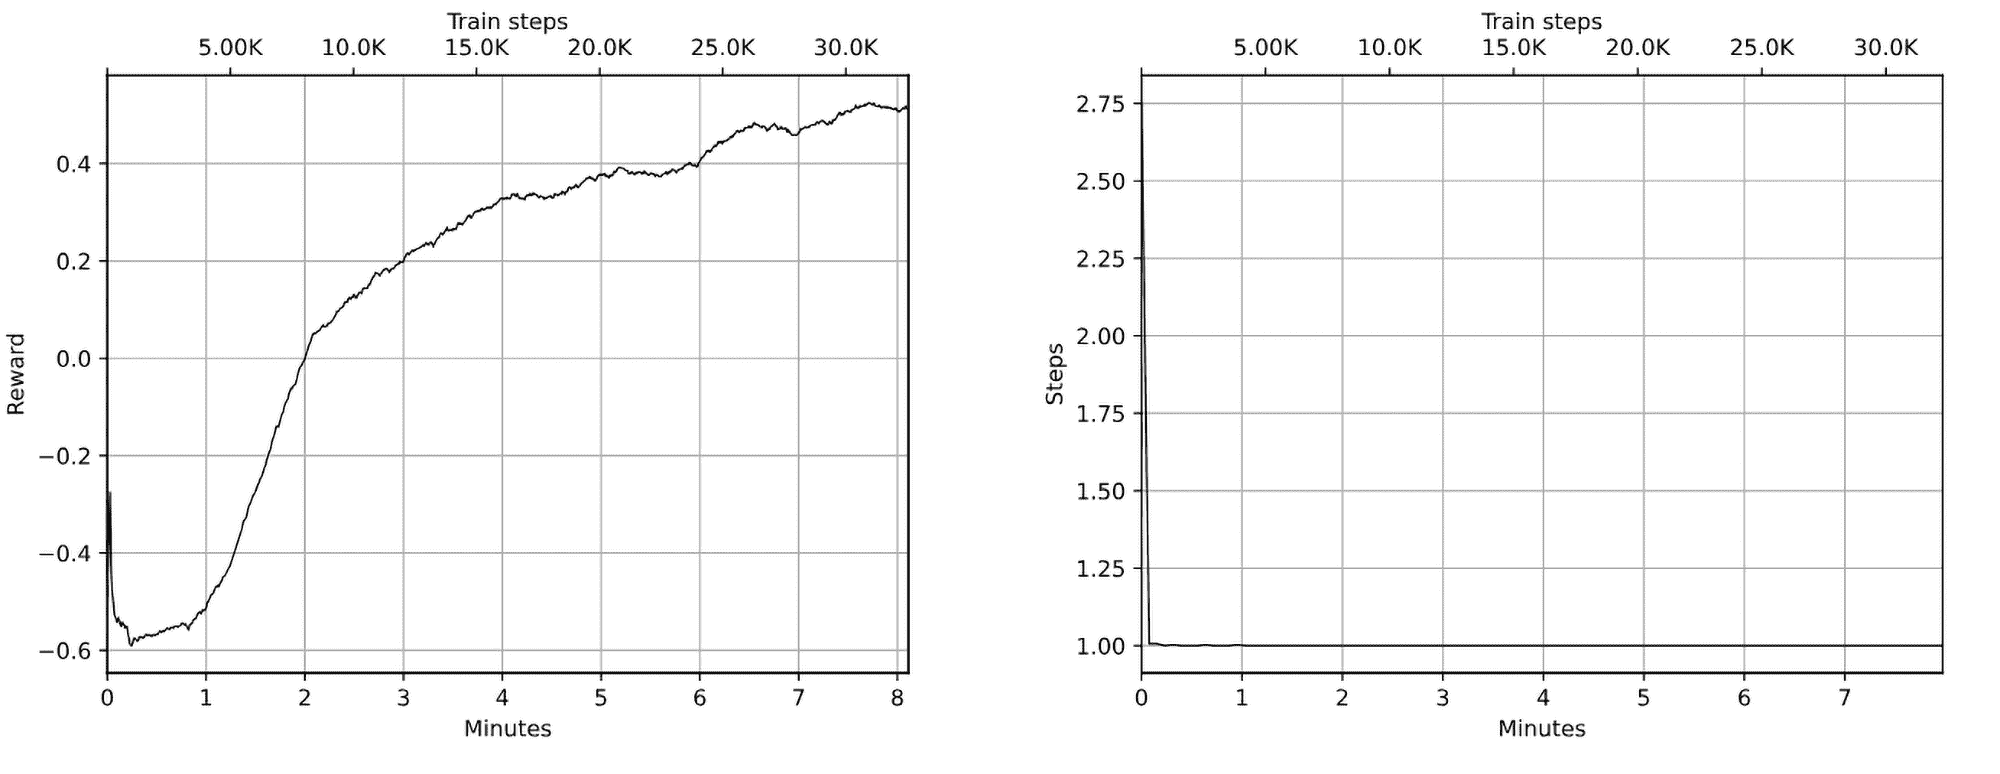 Train steps
5.00K 10.0K 15.0K 20.0K 25.0K 30.0K
0.4
0.2
0.0
−0.2
−0.4
−0.6
Reward
0 1 2 3 4 5 6 7 8
Minutes
Train steps
5.00K 10.0K 15.0K 20.0K 25.0K 30.0K
2.75
2.50
2.25
2.00
1.75
1.50
1.25
1.00
Steps
0 1 2 3 4 5 6 7
Minutes